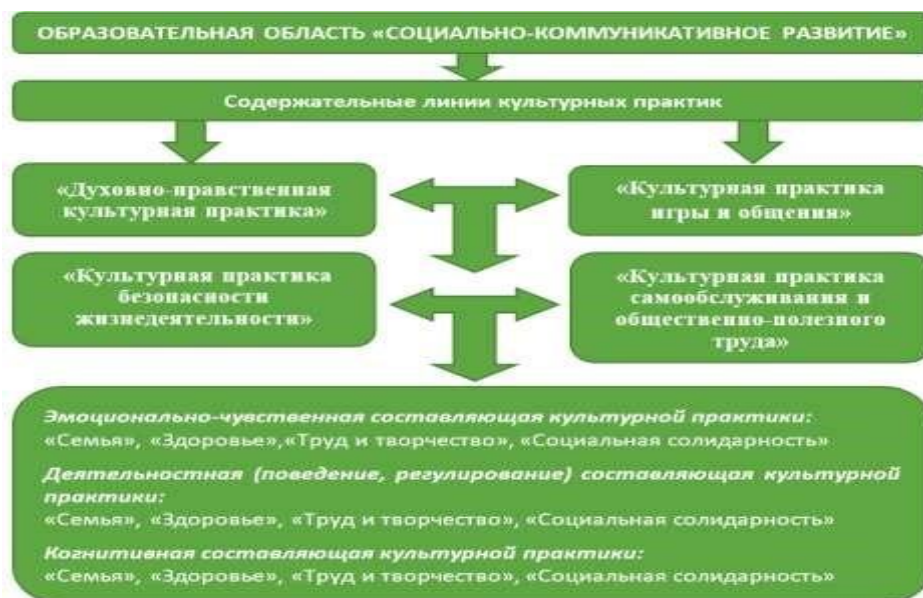 ОБРАЗОВАТЕЛЬНАЯ ОБЛАСТЬ «СОЦИАЛЬНО-КОММУНИКАТИВНОЕ РАЗВИТИЕ»
Содержательные линии культурных практик
«Духовно-нравственная
культурная практика»
«Культурная практика
игры и общения»
«Культурная практика
безопасности
жизнедеятельности»
«Культурная практика
самообслуживания и
общественно-полезного
труда»
Эмоционально-чувственная составляющая культурной практики:
«Семья», «Здоровье»,«Труд и творчество», «Социальная солидарность»
Деятельностная (поведение, регулирование) составляющая культурной
практики:
«Семья», «Здоровье», «Труд и творчество», «Социальная солидарность»
Когнитивная составляющая культурной практики:
«Семья», «Здоровье», «Труд и творчество», «Социальная солидарность»